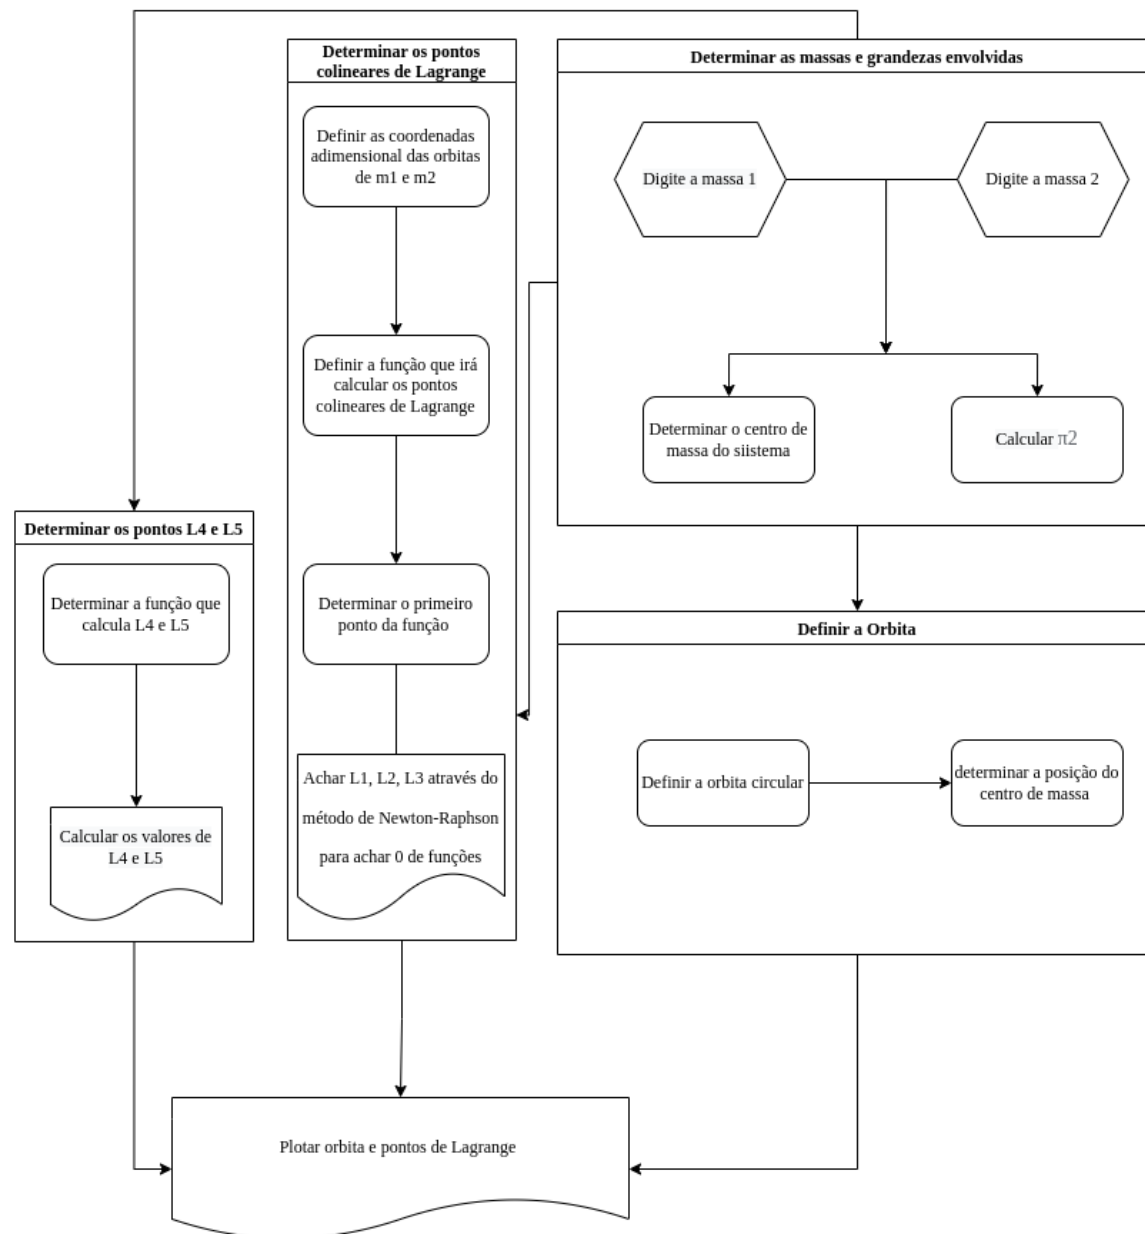 Determinar os pontos
colineares de Lagrange
Definir as coordenadas
adimensional das orbitas
de m1 e m2
Definir a função que irá
calcular os pontos
colineares de Lagrange
Determinar o primeiro
ponto da função
Achar L1, L2, L3 através do
método de Newton-Raphson
para achar 0 de funções
Determinar as massas e grandezas envolvidas
Digite a massa 1
Digite a massa 2
Determinar o centro de
massa do siistema
Calcular π2
Determinar os pontos L4 e L5
Determinar a função que
calcula L4 e L5
Calcular os valores de
L4 e L5
Definir a Orbita
Definir a orbita circular
determinar a posição do
centro de massa
Plotar orbita e pontos de Lagrange